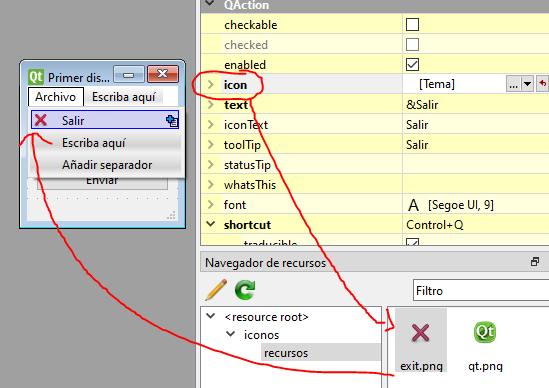 QAction
checkable
checked
enabled
icon [Tema] ...
text &Salir
iconText Salir
toolTip Salir
statusTip
whatsThis
font A [Segoe UI, 9]
shortcut Control+Q
traducible
Qt Primer dis...
Archivo Escriba aquí
Salir
Escriba aquí
Añadir separador
Enviar
Navegador de recursos
Filtro
<resource root>
iconos
recursos
Qt
exit.png qt.png